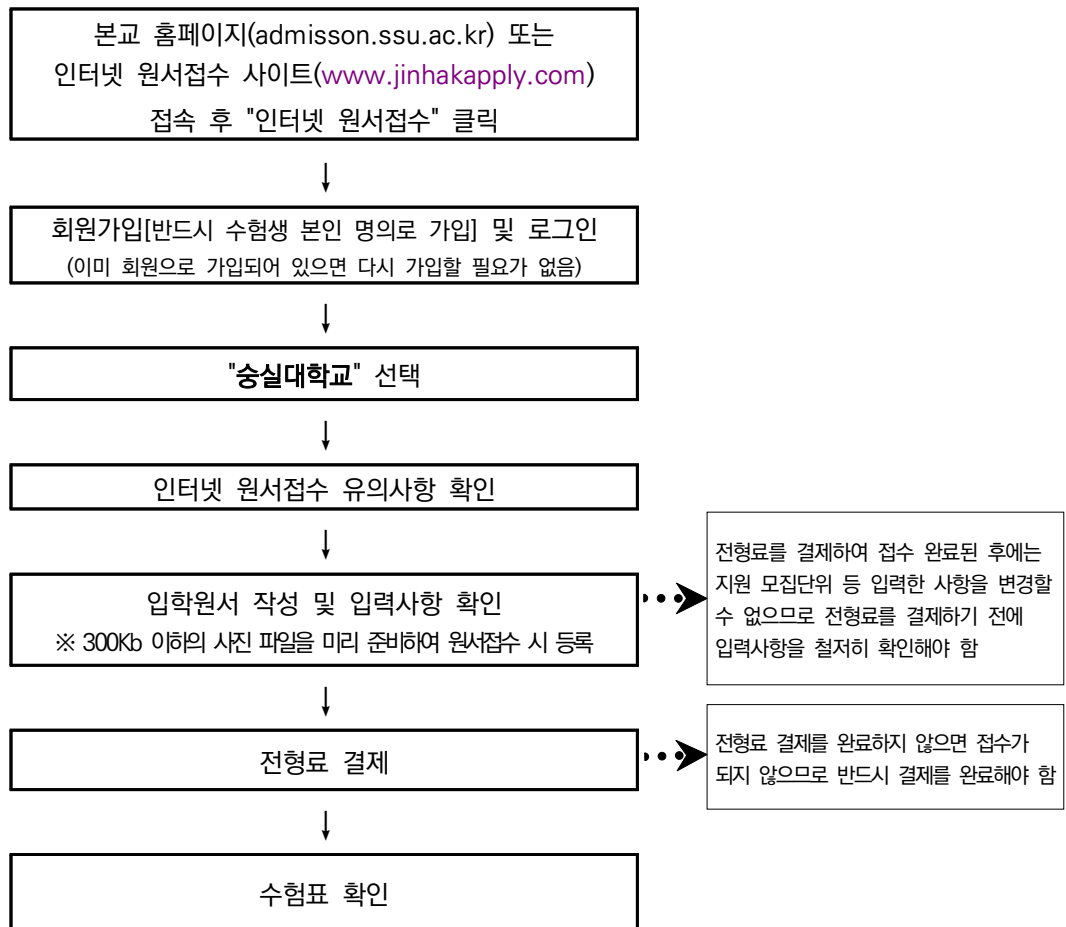 본교 홈페이지(admisson.ssu.ac.kr) 또는
인터넷 원서접수 사이트(www.jinhakapply.com)
접속 후 "인터넷 원서접수" 클릭
회원가입[반드시 수험생 본인 명의로 가입] 및 로그인
(이미 회원으로 가입되어 있으면 다시 가입할 필요가 없음)
"숭실대학교" 선택
인터넷 원서접수 유의사항 확인
입학원서 작성 및 입력사항 확인
※ 300Kb 이하의 사진 파일을 미리 준비하여 원서접수 시 등록
전형료를 결제하여 접수 완료된 후에는
지원 모집단위 등 입력한 사항을 변경할
수 없으므로 전형료를 결제하기 전에
입력사항을 철저히 확인해야 함
전형료 결제
전형료 결제를 완료하지 않으면 접수가
되지 않으므로 반드시 결제를 완료해야 함
수험표 확인